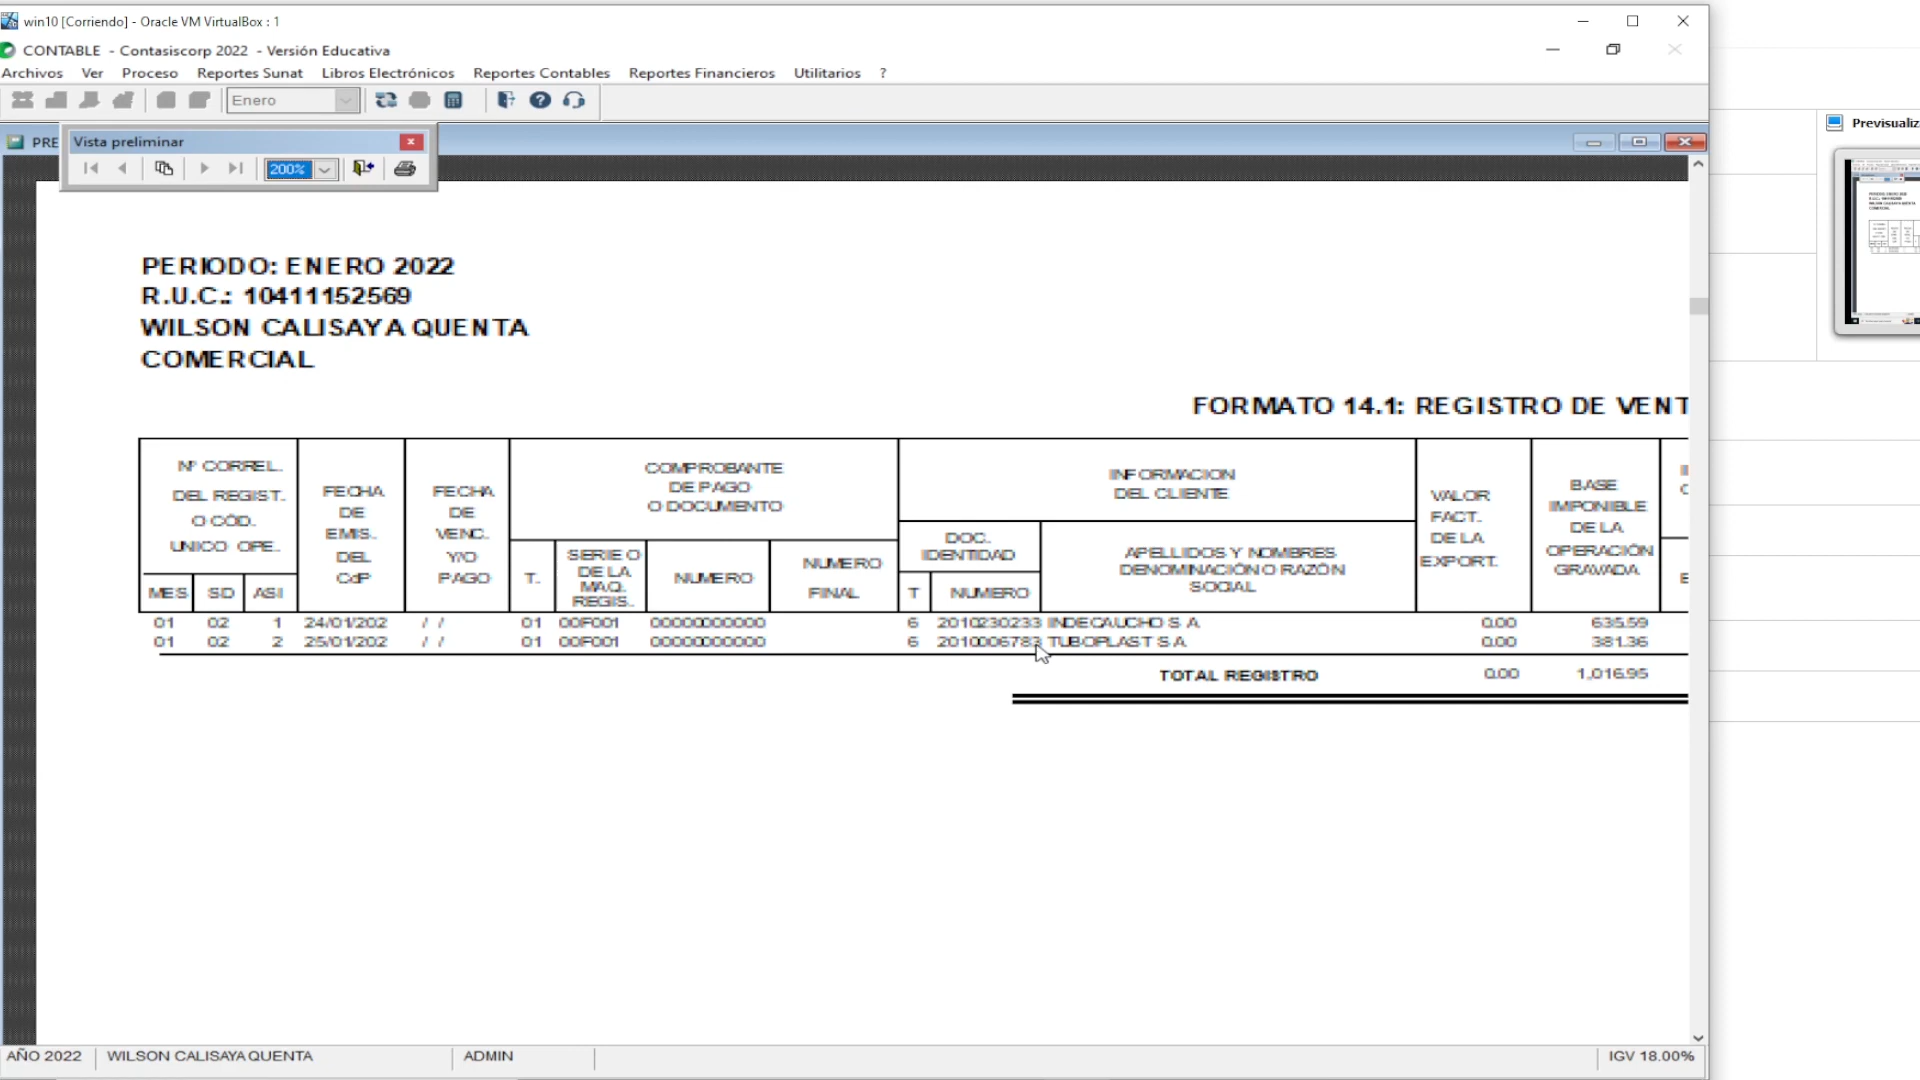 win10 [Corriendo] - Oracle VM VirtualBox : 1
CONTABLE - Contasiscorp 2022 - Versión Educativa
Archivos Ver Proceso Reportes Sunat Libros Electrónicos Reportes Contables Reportes Financieros Utilitarios ?
Enero
PRE
Vista preliminar
200%
Previsualiz
PERIODO: ENERO 2022
R.U.C.: 10411152569
WILSON CALISAYA QUENTA
COMERCIAL
FORMATO 14.1: REGISTRO DE VENT
Nº CORREL.
DEL REGIST.
O CÓD.
UNICO OPE.
MES SD ASI
FECHA
DE
EMIS.
DEL
CdP
FECHA
DE
VENC.
Y/O
PAGO
COMPROBANTE
DE PAGO
O DOCUMENTO
T.
SERIE O
DE LA
MAQ.
REGIS.
NUMERO
NUMERO
FINAL
INFORMACION
DEL CLIENTE
DOC.
IDENTIDAD
T NUMERO
APELLIDOS Y NOMBRES
DENOMINACIÓN O RAZÓN
SOCIAL
VALOR
FACT.
DE LA
EXPORT.
BASE
IMPONIBLE
DE LA
OPERACIÓN
GRAVADA
01 02 1 24/01/202 / / 01 00F001 00000000000 6 2010230233 INDECAUCHO S A 0.00 635.59
01 02 2 25/01/202 / / 01 00F001 00000000000 6 2010006783 TUBOPLAST S A 0.00 381.36
TOTAL REGISTRO 0.00 1,016.95
AÑO 2022 WILSON CALISAYA QUENTA ADMIN IGV 18.00%